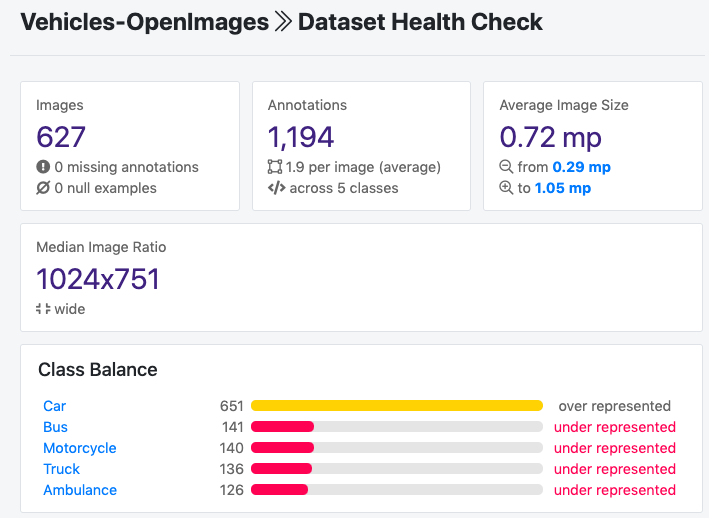 Vehicles-OpenImages » Dataset Health Check
Images
627
0 missing annotations
0 null examples
Annotations
1,194
1.9 per image (average)
across 5 classes
Average Image Size
0.72 mp
from 0.29 mp
to 1.05 mp
Median Image Ratio
1024x751
wide
Class Balance
Car 651 over represented
Bus 141 under represented
Motorcycle 140 under represented
Truck 136 under represented
Ambulance 126 under represented